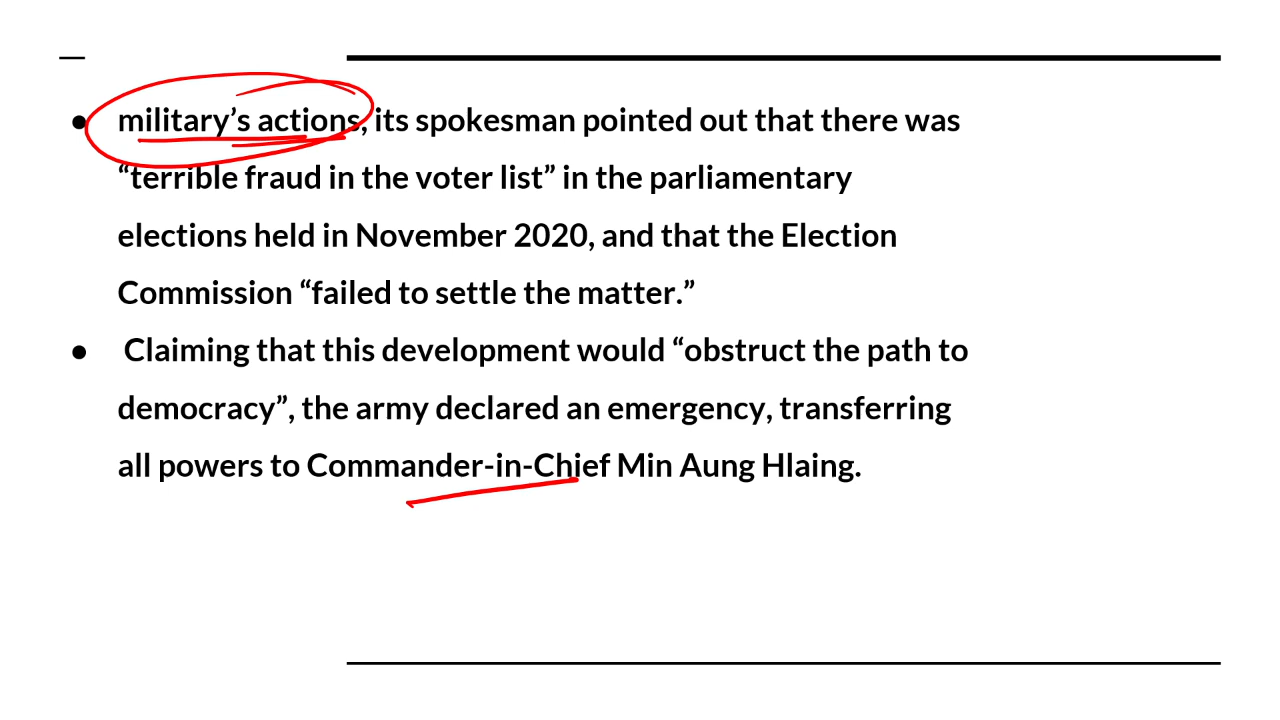 ● military’s actions, its spokesman pointed out that there was
“terrible fraud in the voter list” in the parliamentary
elections held in November 2020, and that the Election
Commission “failed to settle the matter.”
● Claiming that this development would “obstruct the path to
democracy”, the army declared an emergency, transferring
all powers to Commander-in-Chief Min Aung Hlaing.